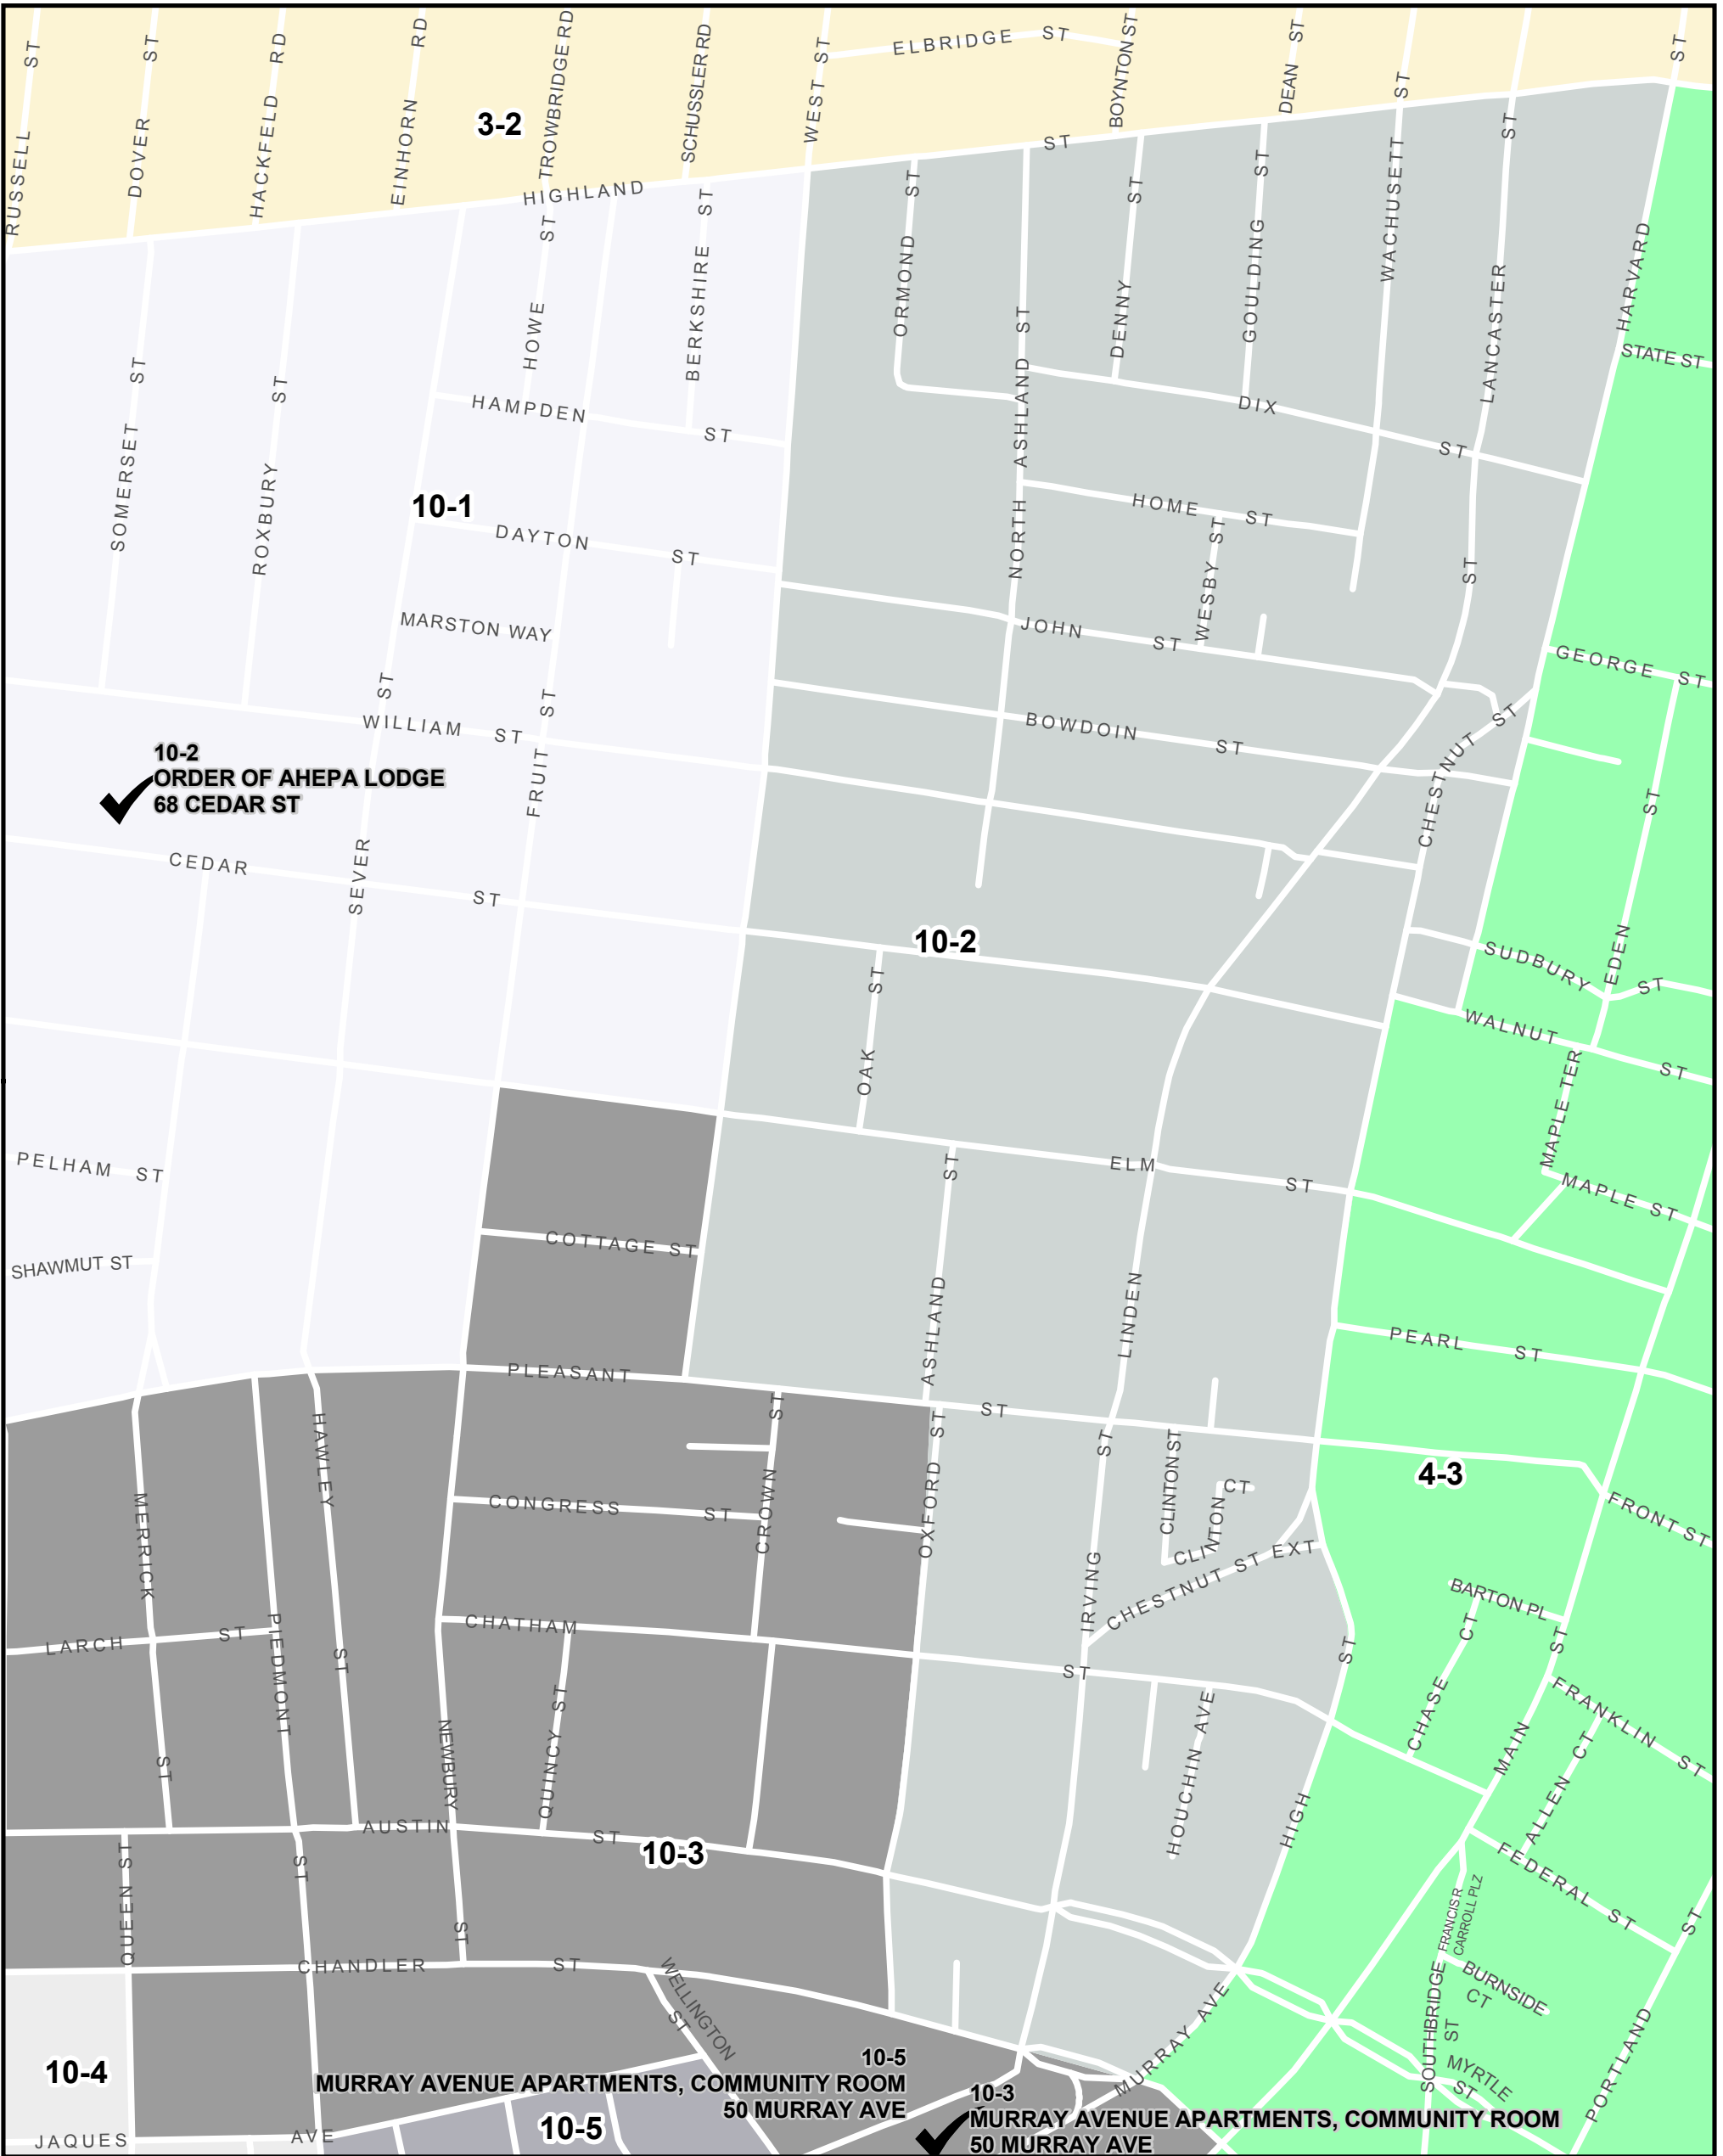 RUSSELL ST
DOVER ST
HACKFELD RD
EINHORN RD
TROWBRIDGE RD
SCHUSSLER RD
WEST ST
ELBRIDGE ST
BOYNTON ST
DEAN ST
WACHUSETT ST
LANCASTER ST
HARVARD ST
3-2
HIGHLAND ST
SOMERSET ST
ROXBURY ST
HOWE ST
BERKSHIRE ST
ORMOND ST
NORTH ASHLAND ST
DENNY ST
GOULDING ST
STATE ST
HAMPDEN ST
DIX ST
10-1
DAYTON ST
HOME ST
WESBY ST
MARSTON WAY
JOHN ST
GEORGE ST
WILLIAM ST
FRUIT ST
BOWDOIN ST
CHESTNUT ST
10-2
ORDER OF AHEPA LODGE
68 CEDAR ST
CEDAR ST
SEVER ST
10-2
EDEN ST
SUDBURY ST
WALNUT ST
OAK ST
MAPLE TER
MAPLE ST
PELHAM ST
ELM ST
SHAWMUT ST
COTTAGE ST
ASHLAND ST
LINDEN
PEARL ST
PLEASANT ST
HAWLEY ST
MERRICK ST
CONGRESS ST
CROWN ST
OXFORD ST
IRVING ST
CLINTON ST
CLINTON CT
CHESTNUT ST EXT
4-3
FRONT ST
BARTON PL
LARCH ST
PIEDMONT ST
CHATHAM ST
QUINCY ST
NEWBURY ST
HOUCHIN AVE
HIGH ST
CHASE CT
MAIN ST
FRANKLIN ST
ALLEN CT
AUSTIN ST
10-3
FEDERAL ST
QUEEN ST
FRANCIS R
CARROLL PLZ
CHANDLER ST
WELLINGTON ST
BURNSIDE CT
SOUTHBRIDGE ST
MURRAY AVE
MYRTLE ST
PORTLAND ST
10-4
10-5
MURRAY AVENUE APARTMENTS, COMMUNITY ROOM
50 MURRAY AVE
10-3
MURRAY AVENUE APARTMENTS, COMMUNITY ROOM
50 MURRAY AVE
10-5
JAQUES AVE